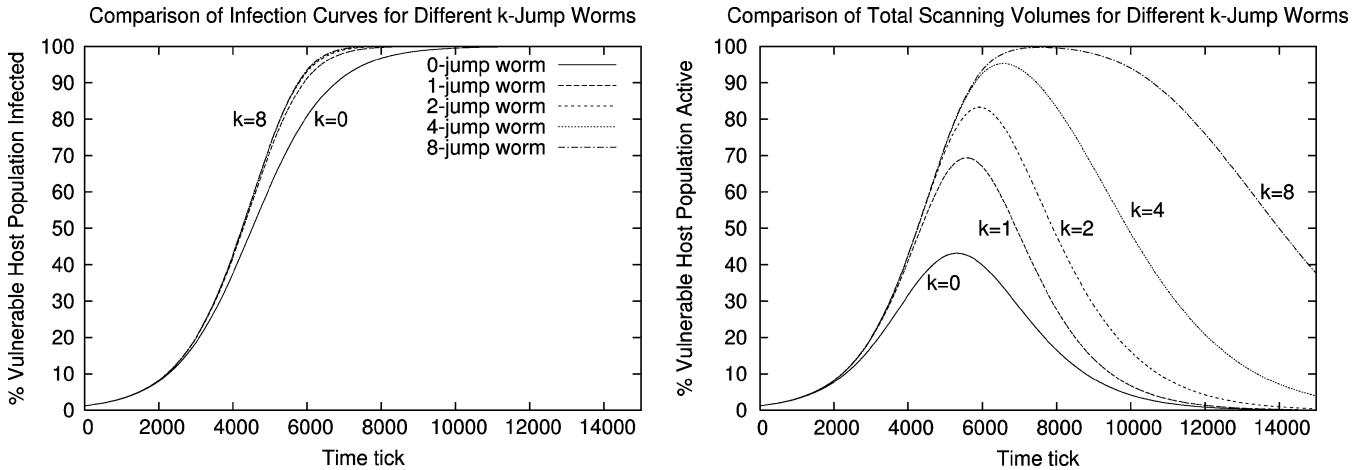 Comparison of Infection Curves for Different k-Jump Worms
% Vulnerable Host Population Infected
100
90
80
70
60
50
40
30
20
10
0
0-jump worm
1-jump worm
2-jump worm
4-jump worm
8-jump worm
k=8
k=0
0 2000 4000 6000 8000 10000 12000 14000
Time tick
Comparison of Total Scanning Volumes for Different k-Jump Worms
% Vulnerable Host Population Active
100
90
80
70
60
50
40
30
20
10
0
k=8
k=4
k=1
k=2
k=0
0 2000 4000 6000 8000 10000 12000 14000
Time tick